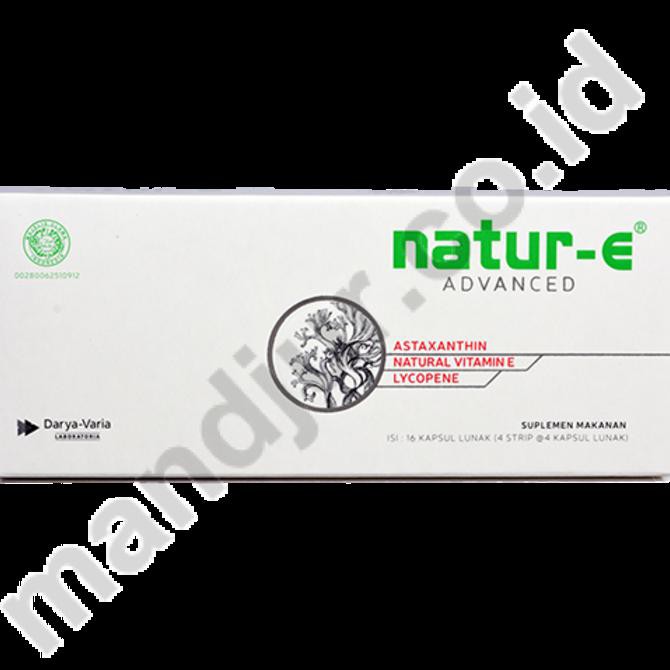 natur-e®
ADVANCED
00280062510912
ASTAXANTHIN
NATURAL VITAMIN E
LYCOPENE
Darya-Varia
LABORATORIA
SUPLEMEN MAKANAN
ISI : 16 KAPSUL LUNAK (4 STRIP @4 KAPSUL LUNAK)
mandjur.co.id